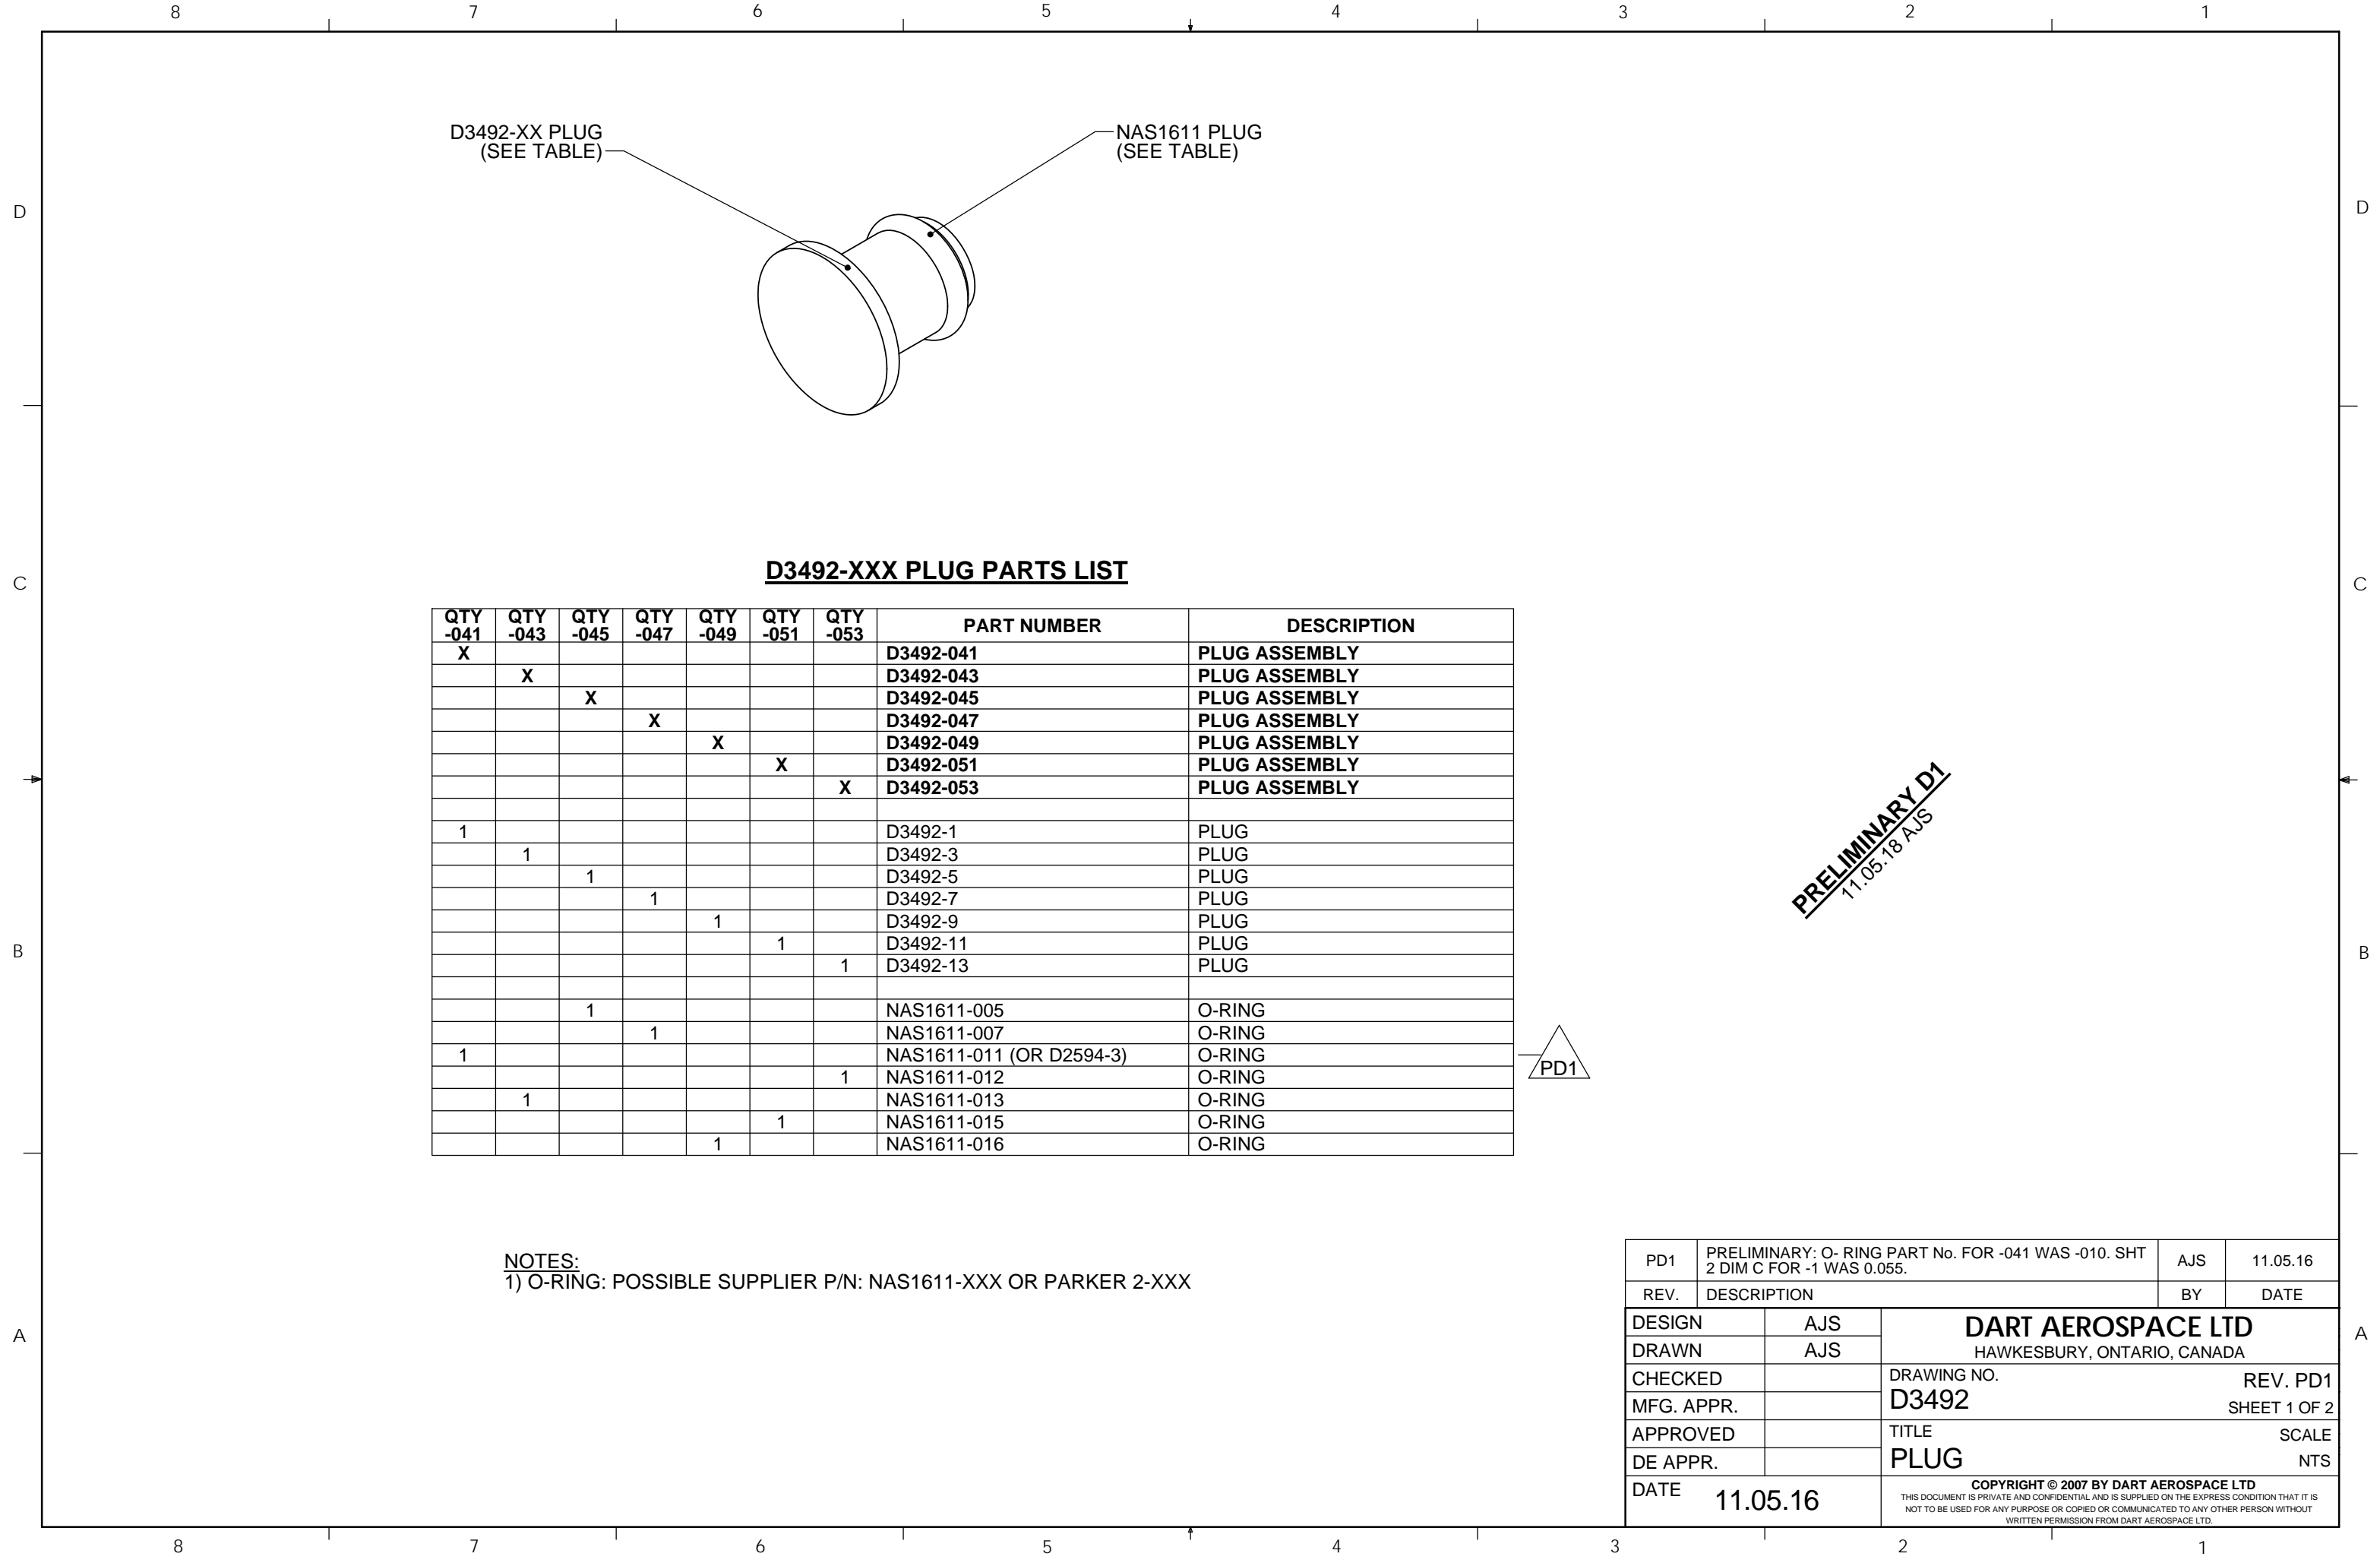 8 7 6 5 4 3 2 1
D3492-XX PLUG
(SEE TABLE)
NAS1611 PLUG
(SEE TABLE)
D D
D3492-XXX PLUG PARTS LIST
C C
QTY -041 QTY -043 QTY -045 QTY -047 QTY -049 QTY -051 QTY -053 PART NUMBER DESCRIPTION
X D3492-041 PLUG ASSEMBLY
X D3492-043 PLUG ASSEMBLY
X D3492-045 PLUG ASSEMBLY
X D3492-047 PLUG ASSEMBLY
X D3492-049 PLUG ASSEMBLY
X D3492-051 PLUG ASSEMBLY
X D3492-053 PLUG ASSEMBLY
1 D3492-1 PLUG
1 D3492-3 PLUG
1 D3492-5 PLUG
1 D3492-7 PLUG
1 D3492-9 PLUG
1 D3492-11 PLUG
1 D3492-13 PLUG
1 NAS1611-005 O-RING
1 NAS1611-007 O-RING
1 NAS1611-011 (OR D2594-3) O-RING
1 NAS1611-012 O-RING
1 NAS1611-013 O-RING
1 NAS1611-015 O-RING
1 NAS1611-016 O-RING
PD1
PRELIMINARY D1
11.05.18 AJS
B B
NOTES:
1) O-RING: POSSIBLE SUPPLIER P/N: NAS1611-XXX OR PARKER 2-XXX
PD1 PRELIMINARY: O- RING PART No. FOR -041 WAS -010. SHT
2 DIM C FOR -1 WAS 0.055. AJS 11.05.16
REV. DESCRIPTION BY DATE
A A
DESIGN AJS
DRAWN AJS
CHECKED
MFG. APPR.
APPROVED
DE APPR.
DATE 11.05.16
DART AEROSPACE LTD
HAWKESBURY, ONTARIO, CANADA
DRAWING NO. REV. PD1
D3492 SHEET 1 OF 2
TITLE SCALE
PLUG NTS
COPYRIGHT © 2007 BY DART AEROSPACE LTD
THIS DOCUMENT IS PRIVATE AND CONFIDENTIAL AND IS SUPPLIED ON THE EXPRESS CONDITION THAT IT IS
NOT TO BE USED FOR ANY PURPOSE OR COPIED OR COMMUNICATED TO ANY OTHER PERSON WITHOUT
WRITTEN PERMISSION FROM DART AEROSPACE LTD.
8 7 6 5 4 3 2 1